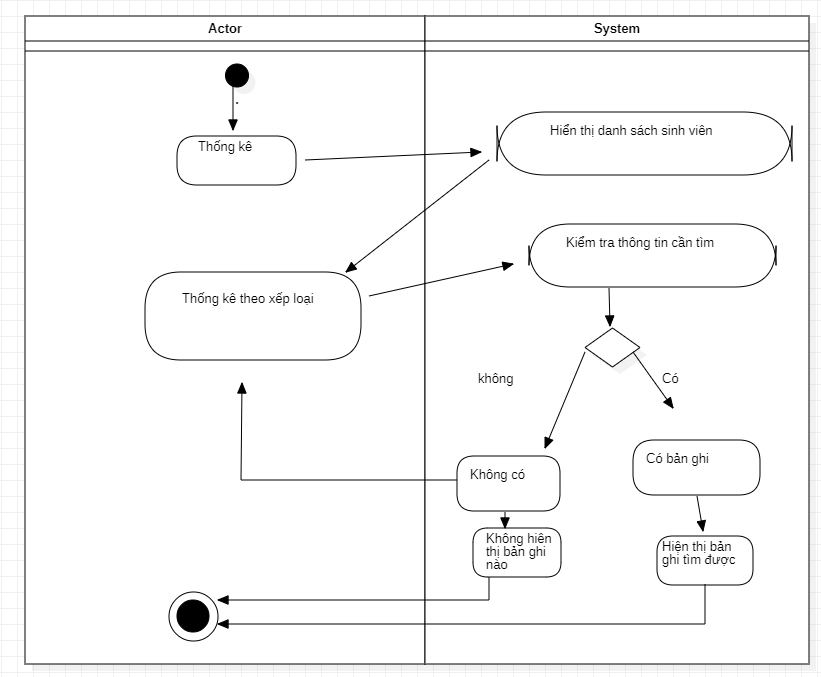 Actor
System
Thống kê
Hiển thị danh sách sinh viên
Kiểm tra thông tin cần tìm
Thống kê theo xếp loại
không
Có
Có bản ghi
Không có
Không hiện
thị bản ghi
nào
Hiện thị bản
ghi tìm được